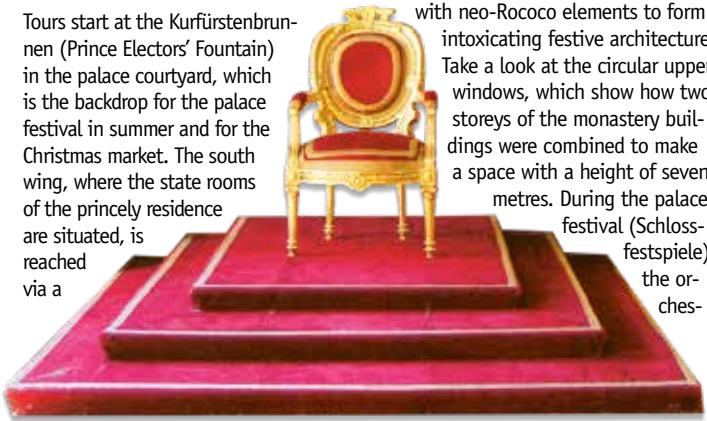 Tours start at the Kurfürstenbrun-
nen (Prince Electors' Fountain)
in the palace courtyard, which
is the backdrop for the palace
festival in summer and for the
Christmas market. The south
wing, where the state rooms
of the princely residence
are situated, is
reached
via a
with neo-Rococo elements to form
intoxicating festive architecture
Take a look at the circular upper
windows, which show how two
storeys of the monastery buil-
dings were combined to make
a space with a height of seven
metres. During the palace
festival (Schloss-
festspiele)
the or-
ches-